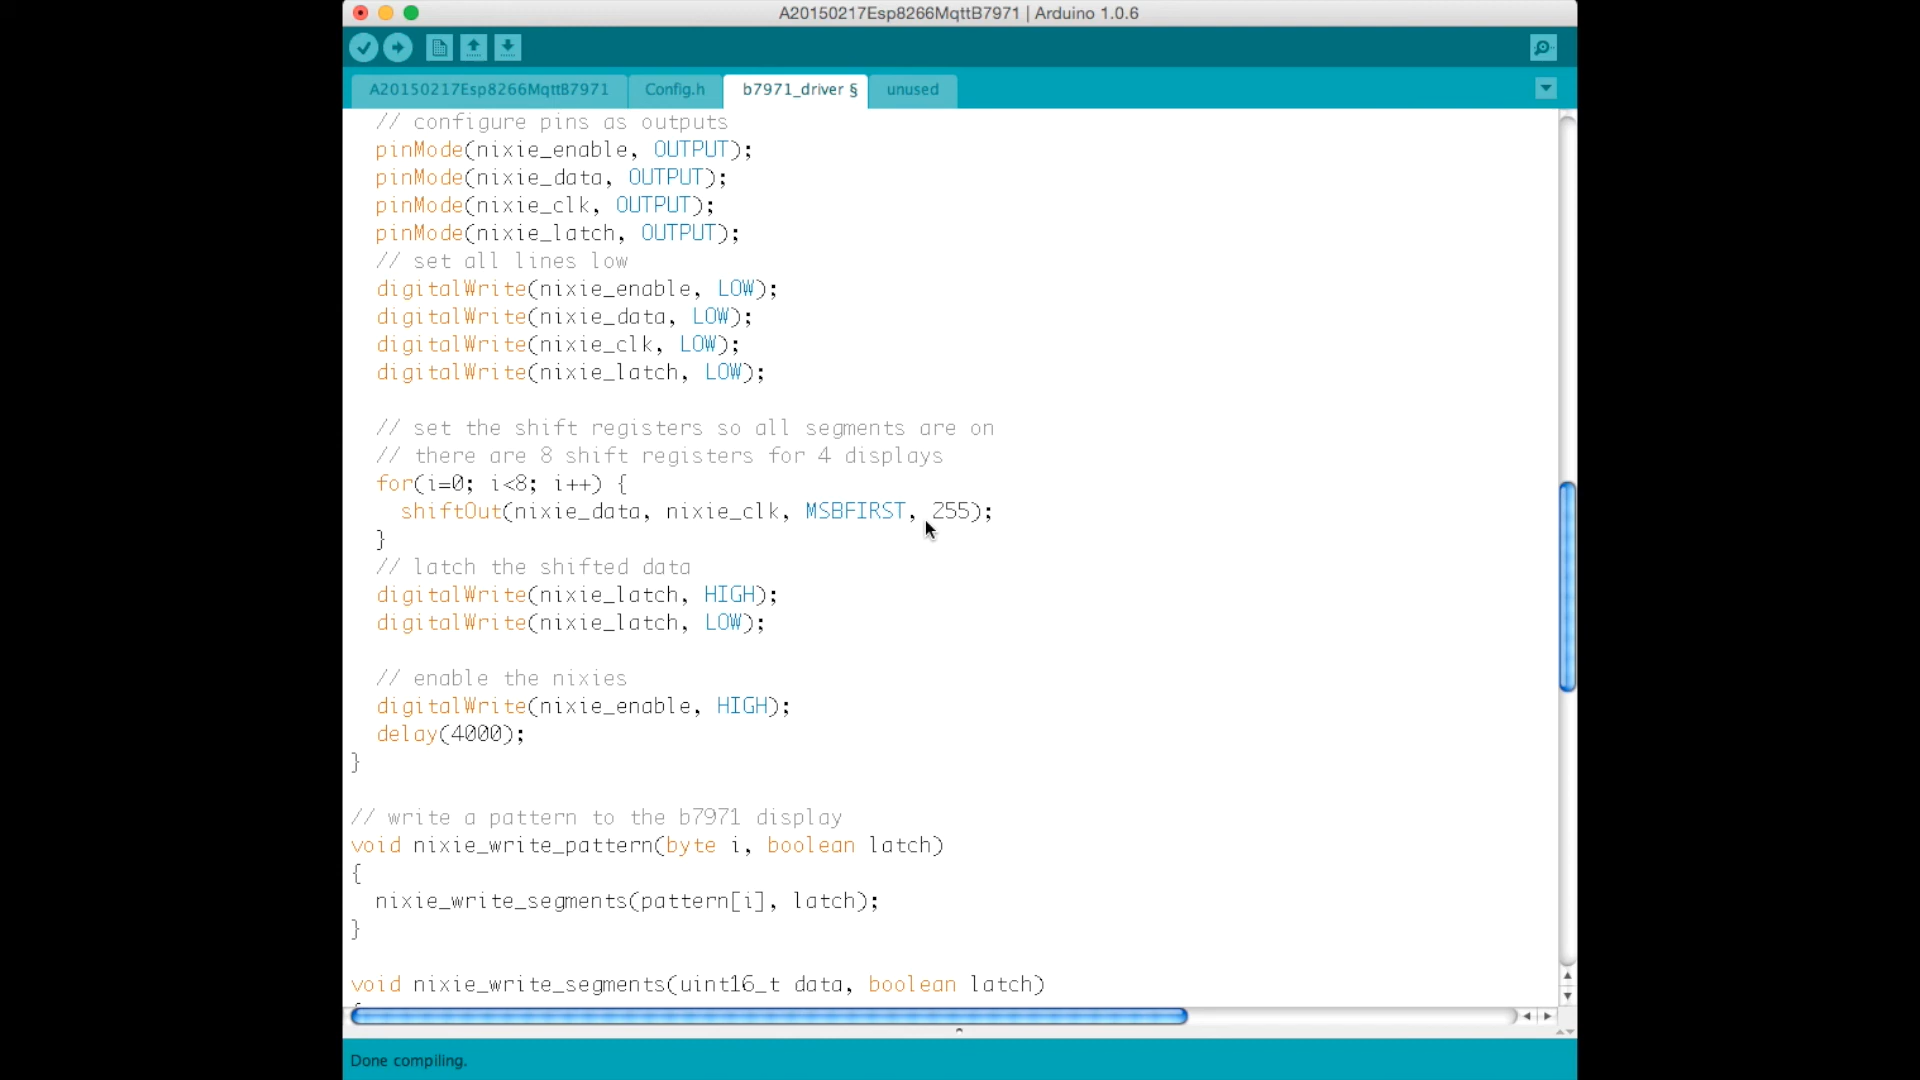 A20150217Esp8266MqttB7971 | Arduino 1.0.6
A20150217Esp8266MqttB7971 Config.h b7971_driver § unused
// configure pins as outputs
pinMode(nixie_enable, OUTPUT);
pinMode(nixie_data, OUTPUT);
pinMode(nixie_clk, OUTPUT);
pinMode(nixie_latch, OUTPUT);
// set all lines low
digitalWrite(nixie_enable, LOW);
digitalWrite(nixie_data, LOW);
digitalWrite(nixie_clk, LOW);
digitalWrite(nixie_latch, LOW);
// set the shift registers so all segments are on
// there are 8 shift registers for 4 displays
for(i=0; i<8; i++) {
shiftOut(nixie_data, nixie_clk, MSBFIRST, 255);
}
// latch the shifted data
digitalWrite(nixie_latch, HIGH);
digitalWrite(nixie_latch, LOW);
// enable the nixies
digitalWrite(nixie_enable, HIGH);
delay(4000);
}
// write a pattern to the b7971 display
void nixie_write_pattern(byte i, boolean latch)
{
nixie_write_segments(pattern[i], latch);
}
void nixie_write_segments(uint16_t data, boolean latch)
Done compiling.